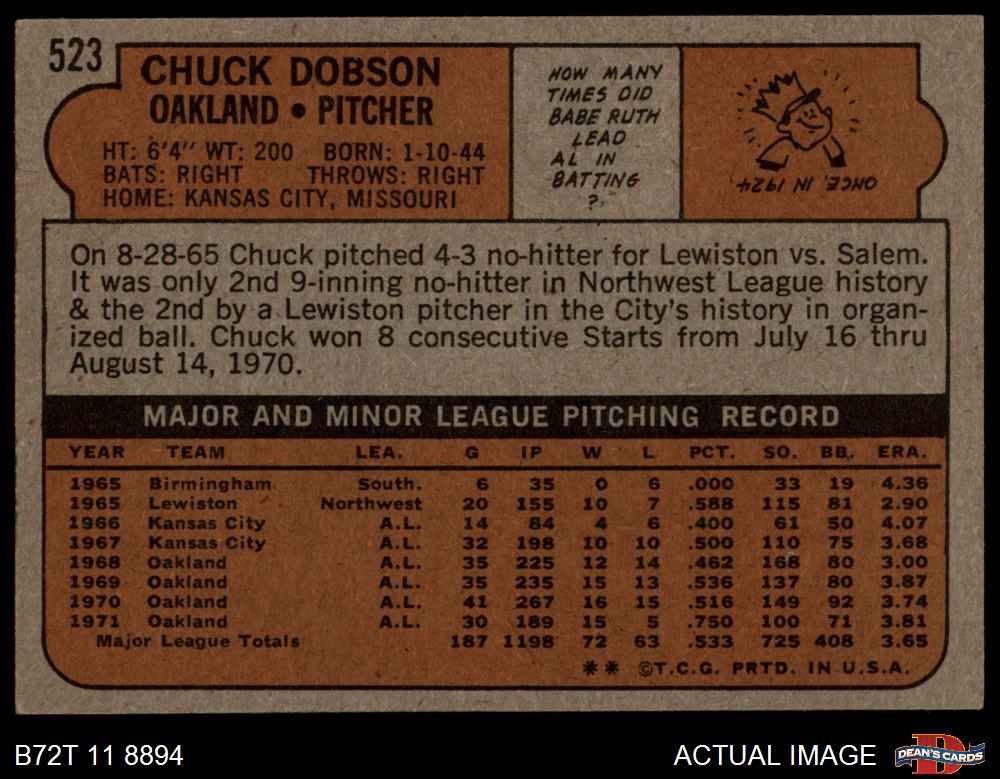 523
CHUCK DOBSON
OAKLAND • PITCHER
HT: 6'4" WT: 200 BORN: 1-10-44
BATS: RIGHT THROWS: RIGHT
HOME: KANSAS CITY, MISSOURI
HOW MANY
TIMES DID
BABE RUTH
LEAD
AL IN
BATTING
?
ONCE, IN 1924
On 8-28-65 Chuck pitched 4-3 no-hitter for Lewiston vs. Salem.
It was only 2nd 9-inning no-hitter in Northwest League history
& the 2nd by a Lewiston pitcher in the City's history in organ-
ized ball. Chuck won 8 consecutive Starts from July 16 thru
August 14, 1970.
MAJOR AND MINOR LEAGUE PITCHING RECORD
YEAR TEAM LEA. G IP W L PCT. SO. BB. ERA.
1965 Birmingham South. 6 35 0 6 .000 33 19 4.36
1965 Lewiston Northwest 20 155 10 7 .588 115 81 2.90
1966 Kansas City A.L. 14 84 4 6 .400 61 50 4.07
1967 Kansas City A.L. 32 198 10 10 .500 110 75 3.68
1968 Oakland A.L. 35 225 12 14 .462 168 80 3.00
1969 Oakland A.L. 35 235 15 13 .536 137 80 3.87
1970 Oakland A.L. 41 267 16 15 .516 149 92 3.74
1971 Oakland A.L. 30 189 15 5 .750 100 71 3.81
Major League Totals 187 1198 72 63 .533 725 408 3.65
** ©T.C.G. PRTD. IN U.S.A.
B72T 11 8894
ACTUAL IMAGE
DEAN'S CARDS